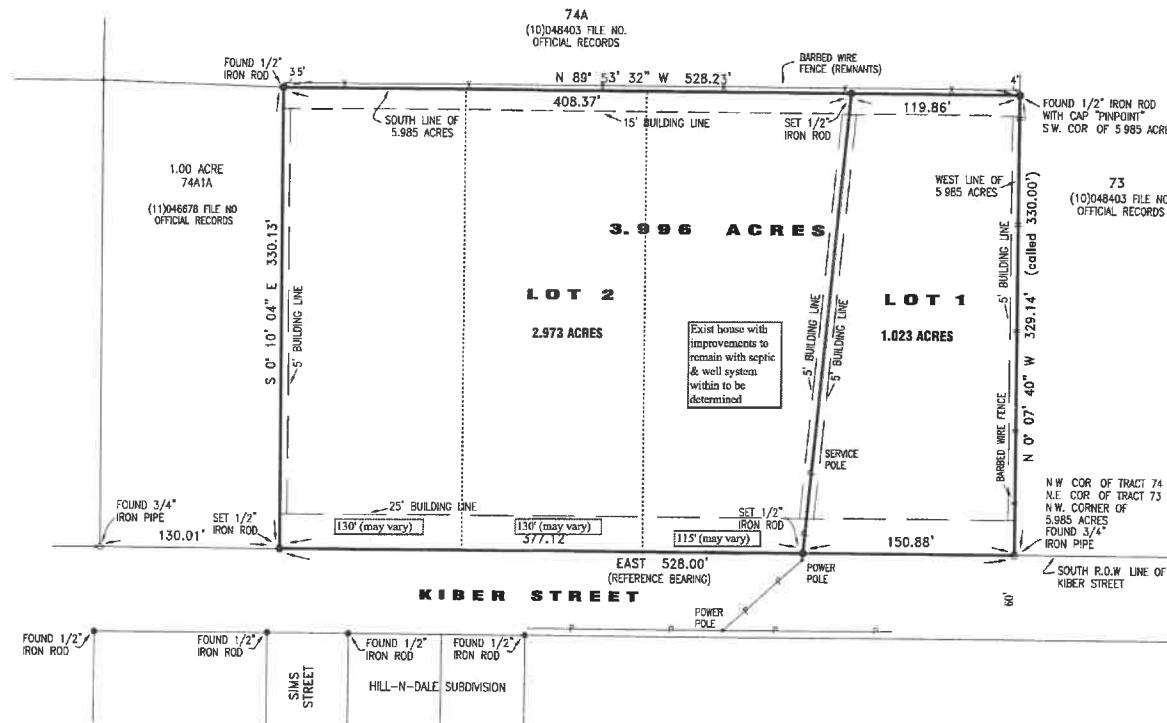 74A
(10)048403 FILE NO.
OFFICIAL RECORDS
FOUND 1/2"
IRON ROD
35'
N 89° 53' 32" W 528.23'
BARBED WIRE
FENCE (REMNANTS)
4'
408.37'
119.86'
SOUTH LINE OF
5.985 ACRES
15' BUILDING LINE
SET 1/2"
IRON ROD
FOUND 1/2" IRON ROD
WITH CAP "PINPOINT"
S.W. COR OF 5 985 ACRE
1.00 ACRE
74A1A
(11)046678 FILE NO
OFFICIAL RECORDS
WEST LINE OF
5 985 ACRES
73
(10)048403 FILE NO
OFFICIAL RECORDS
3.996 ACRES
S 0° 10' 04" E 330.13'
5' BUILDING LINE
LOT 2
2.973 ACRES
Exist house with
improvements to
remain with septic
& well system
within to be
determined
5' BUILDING LINE
5' BUILDING LINE
LOT 1
1.023 ACRES
5' BUILDING LINE
N 0° 07' 40" W 329.14' (called 330.00')
BARBED WIRE FENCE
SERVICE
POLE
N W COR OF TRACT 74
N.E COR OF TRACT 73
N W. CORNER OF
5.985 ACRES
FOUND 3/4"
IRON PIPE
FOUND 3/4"
IRON PIPE
130.01'
SET 1/2"
IRON ROD
25' BUILDING LINE
130' (may vary)
130' (may vary)
115' (may vary)
377.12'
SET 1/2"
IRON ROD
150.88'
EAST 528.00'
(REFERENCE BEARING)
POWER
POLE
SOUTH R.O.W LINE OF
KIBER STREET
KIBER STREET
60'
POWER
POLE
FOUND 1/2"
IRON ROD
FOUND 1/2"
IRON ROD
FOUND 1/2"
IRON ROD
FOUND 1/2"
IRON ROD
SIMS
STREET
HILL-N-DALE SUBDIVISION